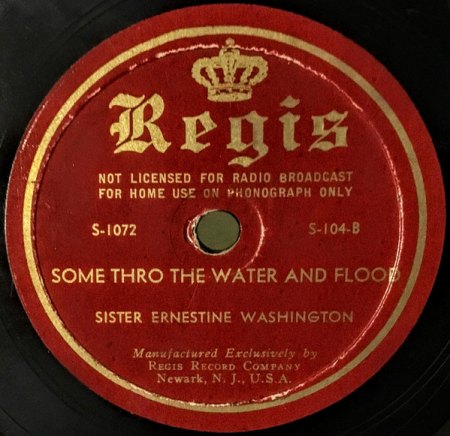 Regis
NOT LICENSED FOR RADIO BROADCAST
FOR HOME USE ON PHONOGRAPH ONLY
S-1072 S-104-B
SOME THRO THE WATER AND FLOOD
SISTER ERNESTINE WASHINGTON
Manufactured Exclusively by
REGIS RECORD COMPANY
Newark, N. J., U.S.A.